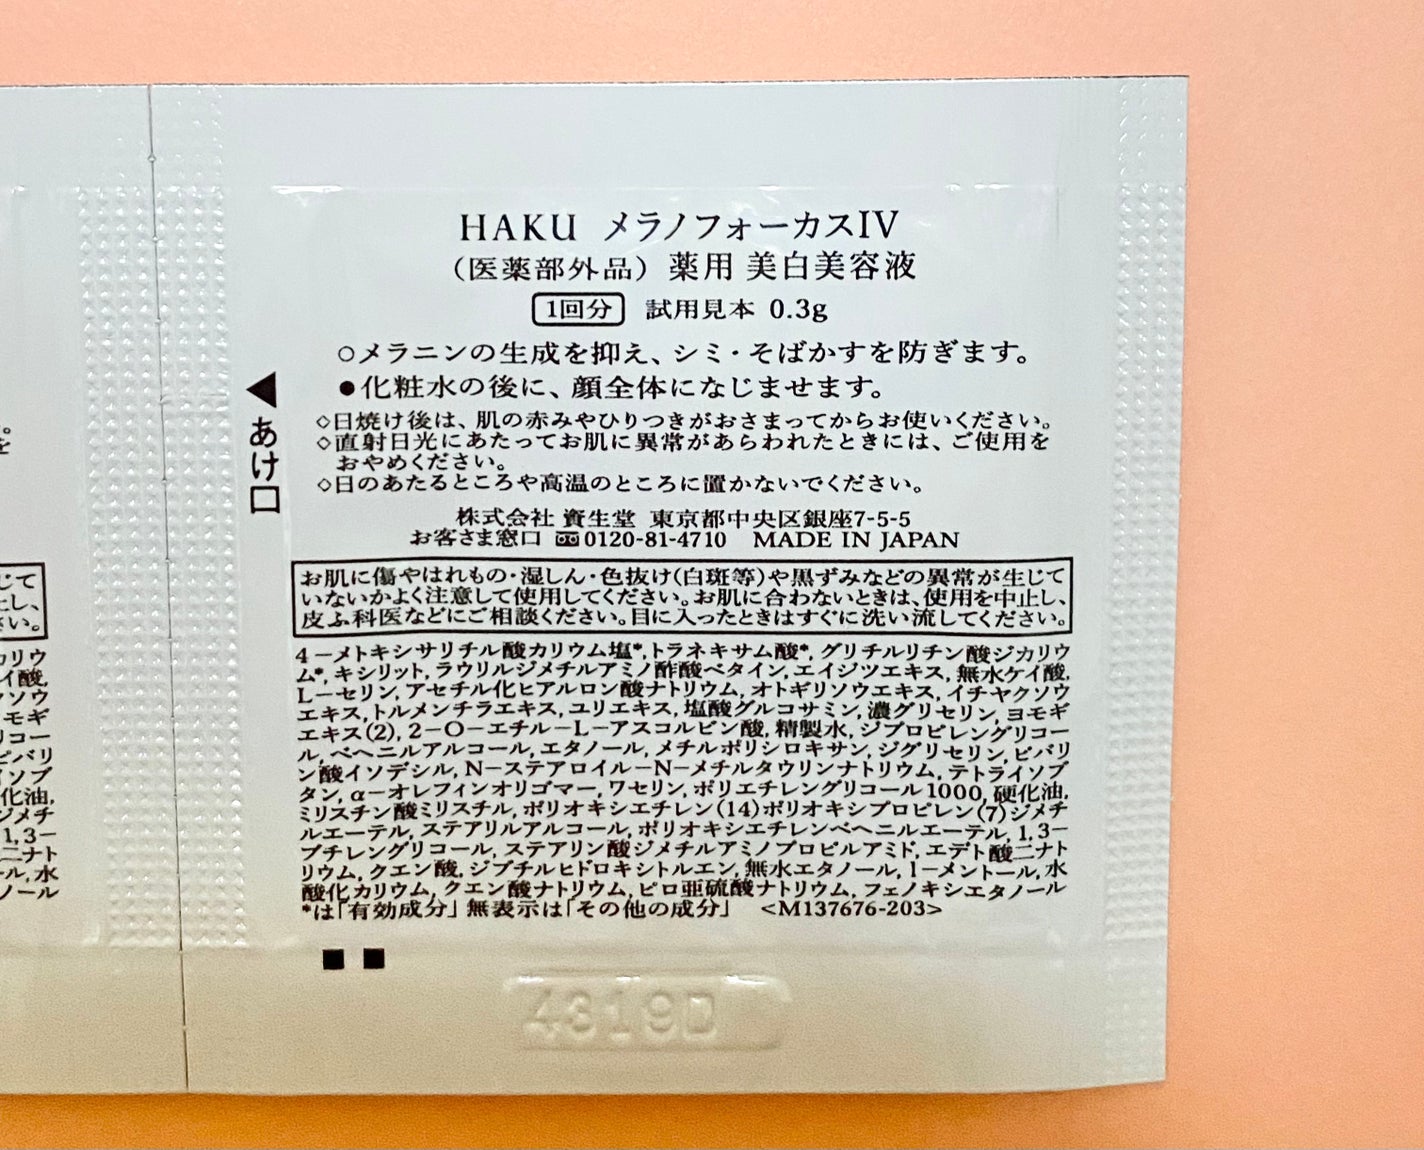 HAKU メラノフォーカスIV
（医薬部外品）薬用 美白美容液
1回分 試用見本 0.3g
○メラニンの生成を抑え、シミ・そばかすを防ぎます。
●化粧水の後に、顔全体になじませます。
◇日焼け後は、肌の赤みやひりつきがおさまってからお使いください。
◇直射日光にあたってお肌に異常があらわれたときには、ご使用を
おやめください。
◇日のあたるところや高温のところに置かないでください。
◀あけ口
株式会社 資生堂 東京都中央区銀座7-5-5
お客さま窓口 0120-81-4710 MADE IN JAPAN
お肌に傷やはれもの・湿しん・色抜け(白斑等)や黒ずみなどの異常が生じて
いないかよく注意して使用してください。お肌に合わないときは、使用を中止し、
皮ふ科医などにご相談ください。目に入ったときはすぐに洗い流してください。
4－メトキシサリチル酸カリウム塩*, トラネキサム酸*, グリチルリチン酸ジカリウ
ム*, キシリット, ラウリルジメチルアミノ酢酸ベタイン, エイジツエキス, 無水ケイ酸,
L－セリン, アセチル化ヒアルロン酸ナトリウム, オトギリソウエキス, イチヤクソウ
エキス, トルメンチラエキス, ユリエキス, 塩酸グルコサミン, 濃グリセリン, ヨモギ
エキス(2), 2－O－エチル－L－アスコルビン酸, 精製水, ジプロピレングリコー
ル, ベヘニルアルコール, エタノール, メチルポリシロキサン, ジグリセリン, ピバリ
ン酸イソデシル, N－ステアロイル－N－メチルタウリンナトリウム, テトライソブ
タン, α－オレフィンオリゴマー, ワセリン, ポリエチレングリコール1000, 硬化油,
ミリスチン酸ミリスチル, ポリオキシエチレン(14)ポリオキシプロピレン(7)ジメチ
ルエーテル, ステアリルアルコール, ポリオキシエチレンベヘニルエーテル, 1,3－
ブチレングリコール, ステアリン酸ジメチルアミノプロピルアミド, エデト酸二ナト
リウム, クエン酸, ジブチルヒドロキシトルエン, 無水エタノール, l－メントール, 水
酸化カリウム, クエン酸ナトリウム, ピロ亜硫酸ナトリウム, フェノキシエタノール
*は「有効成分」無表示は「その他の成分」 <M137676-203>